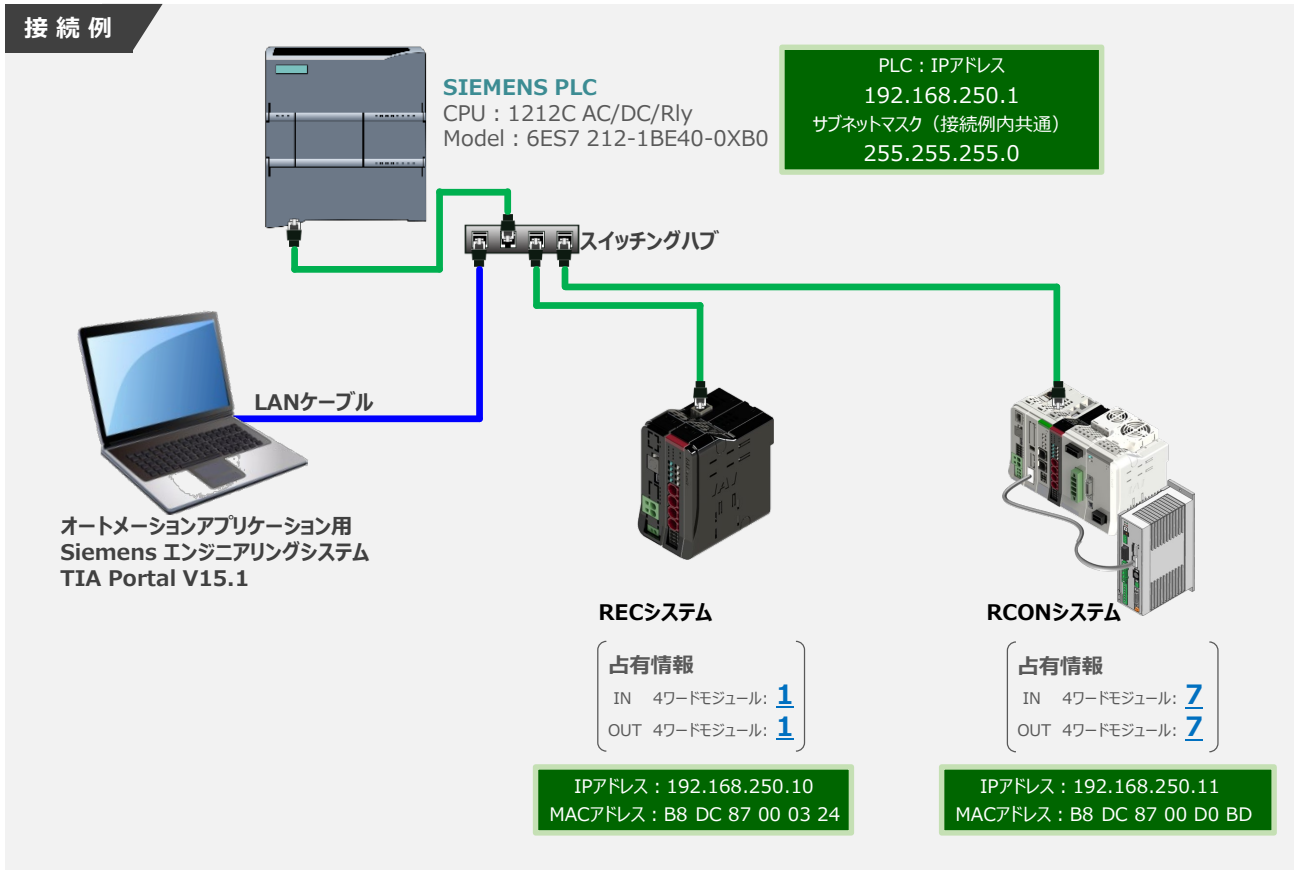 接続例
SIEMENS PLC
CPU : 1212C AC/DC/Rly
Model : 6ES7 212-1BE40-0XB0
PLC : IPアドレス
192.168.250.1
サブネットマスク（接続例内共通）
255.255.255.0
スイッチングハブ
LANケーブル
オートメーションアプリケーション用
Siemens エンジニアリングシステム
TIA Portal V15.1
RECシステム
占有情報
IN 4ワードモジュール: 1
OUT 4ワードモジュール: 1
IPアドレス : 192.168.250.10
MACアドレス : B8 DC 87 00 03 24
RCONシステム
占有情報
IN 4ワードモジュール: 7
OUT 4ワードモジュール: 7
IPアドレス : 192.168.250.11
MACアドレス : B8 DC 87 00 D0 BD